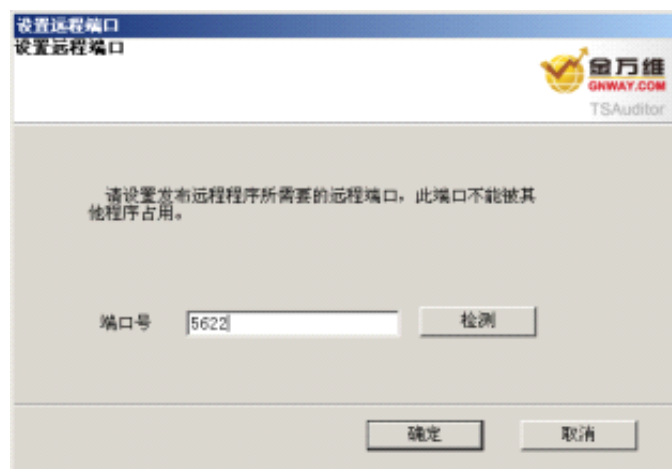 设置远程端口
设置远程端口
金万维
GNWAY.COM
TSAuditor
请设置发布远程程序所需要的远程端口，此端口不能被其
他程序占用。
端口号
5622
检测
确定
取消